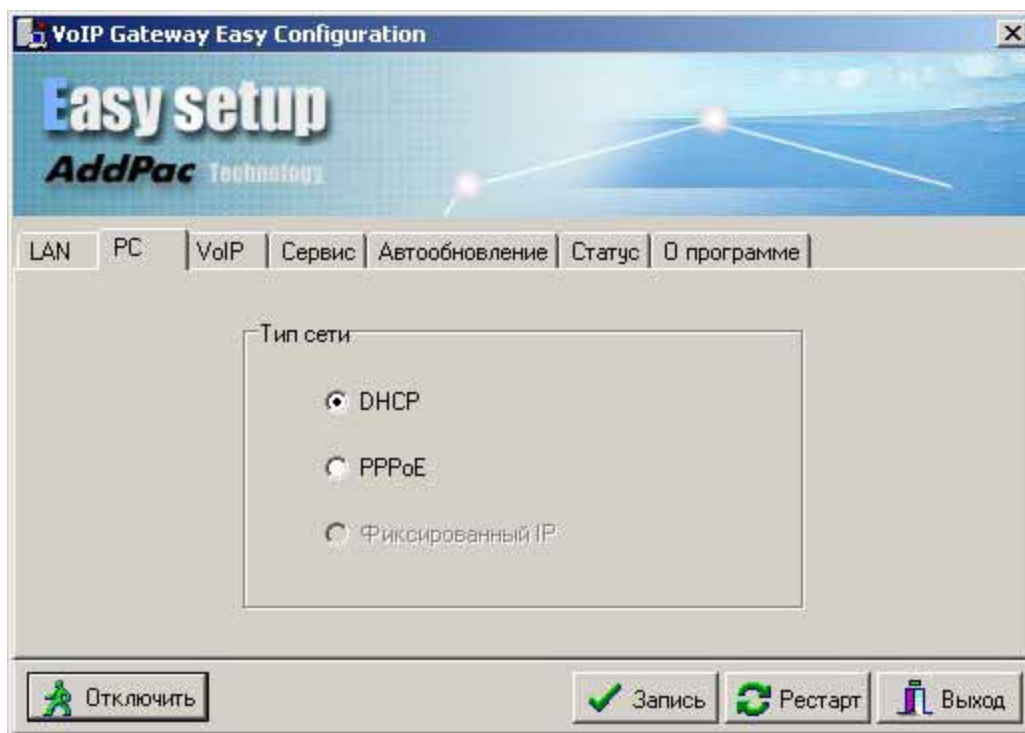 VoIP Gateway Easy Configuration
Easy setup
AddPac Technology
LAN PC VoIP Сервис Автообновление Статус О программе
Тип сети
DHCP
PPPoE
Фиксированный IP
Отключить Запись Рестарт Выход